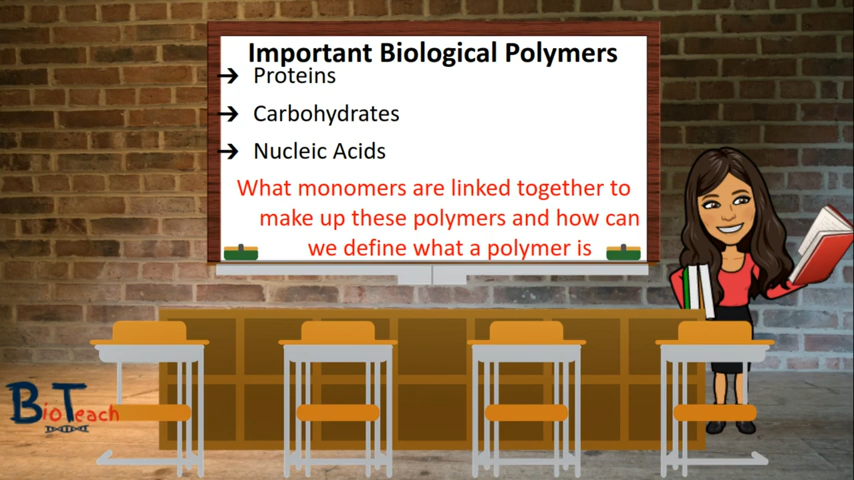 Important Biological Polymers
➔ Proteins
➔ Carbohydrates
➔ Nucleic Acids
What monomers are linked together to
make up these polymers and how can
we define what a polymer is
BioTeach